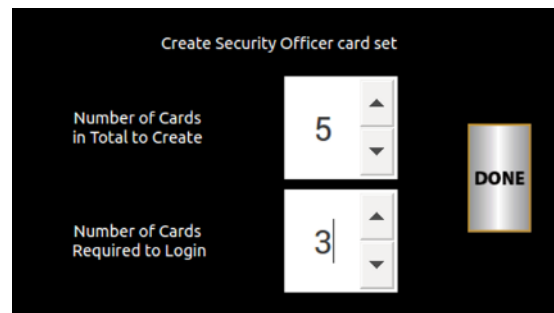 Create Security Officer card set
Number of Cards
in Total to Create
5
DONE
Number of Cards
Required to Login
3